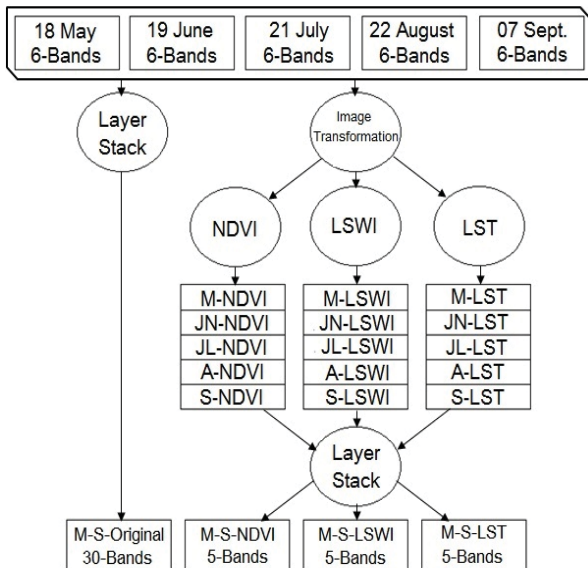 18 May
6-Bands
19 June
6-Bands
21 July
6-Bands
22 August
6-Bands
07 Sept.
6-Bands
Layer
Stack
Image
Transformation
NDVI
LSWI
LST
M-NDVI
JN-NDVI
JL-NDVI
A-NDVI
S-NDVI
M-LSWI
JN-LSWI
JL-LSWI
A-LSWI
S-LSWI
M-LST
JN-LST
JL-LST
A-LST
S-LST
Layer
Stack
M-S-Original
30-Bands
M-S-NDVI
5-Bands
M-S-LSWI
5-Bands
M-S-LST
5-Bands